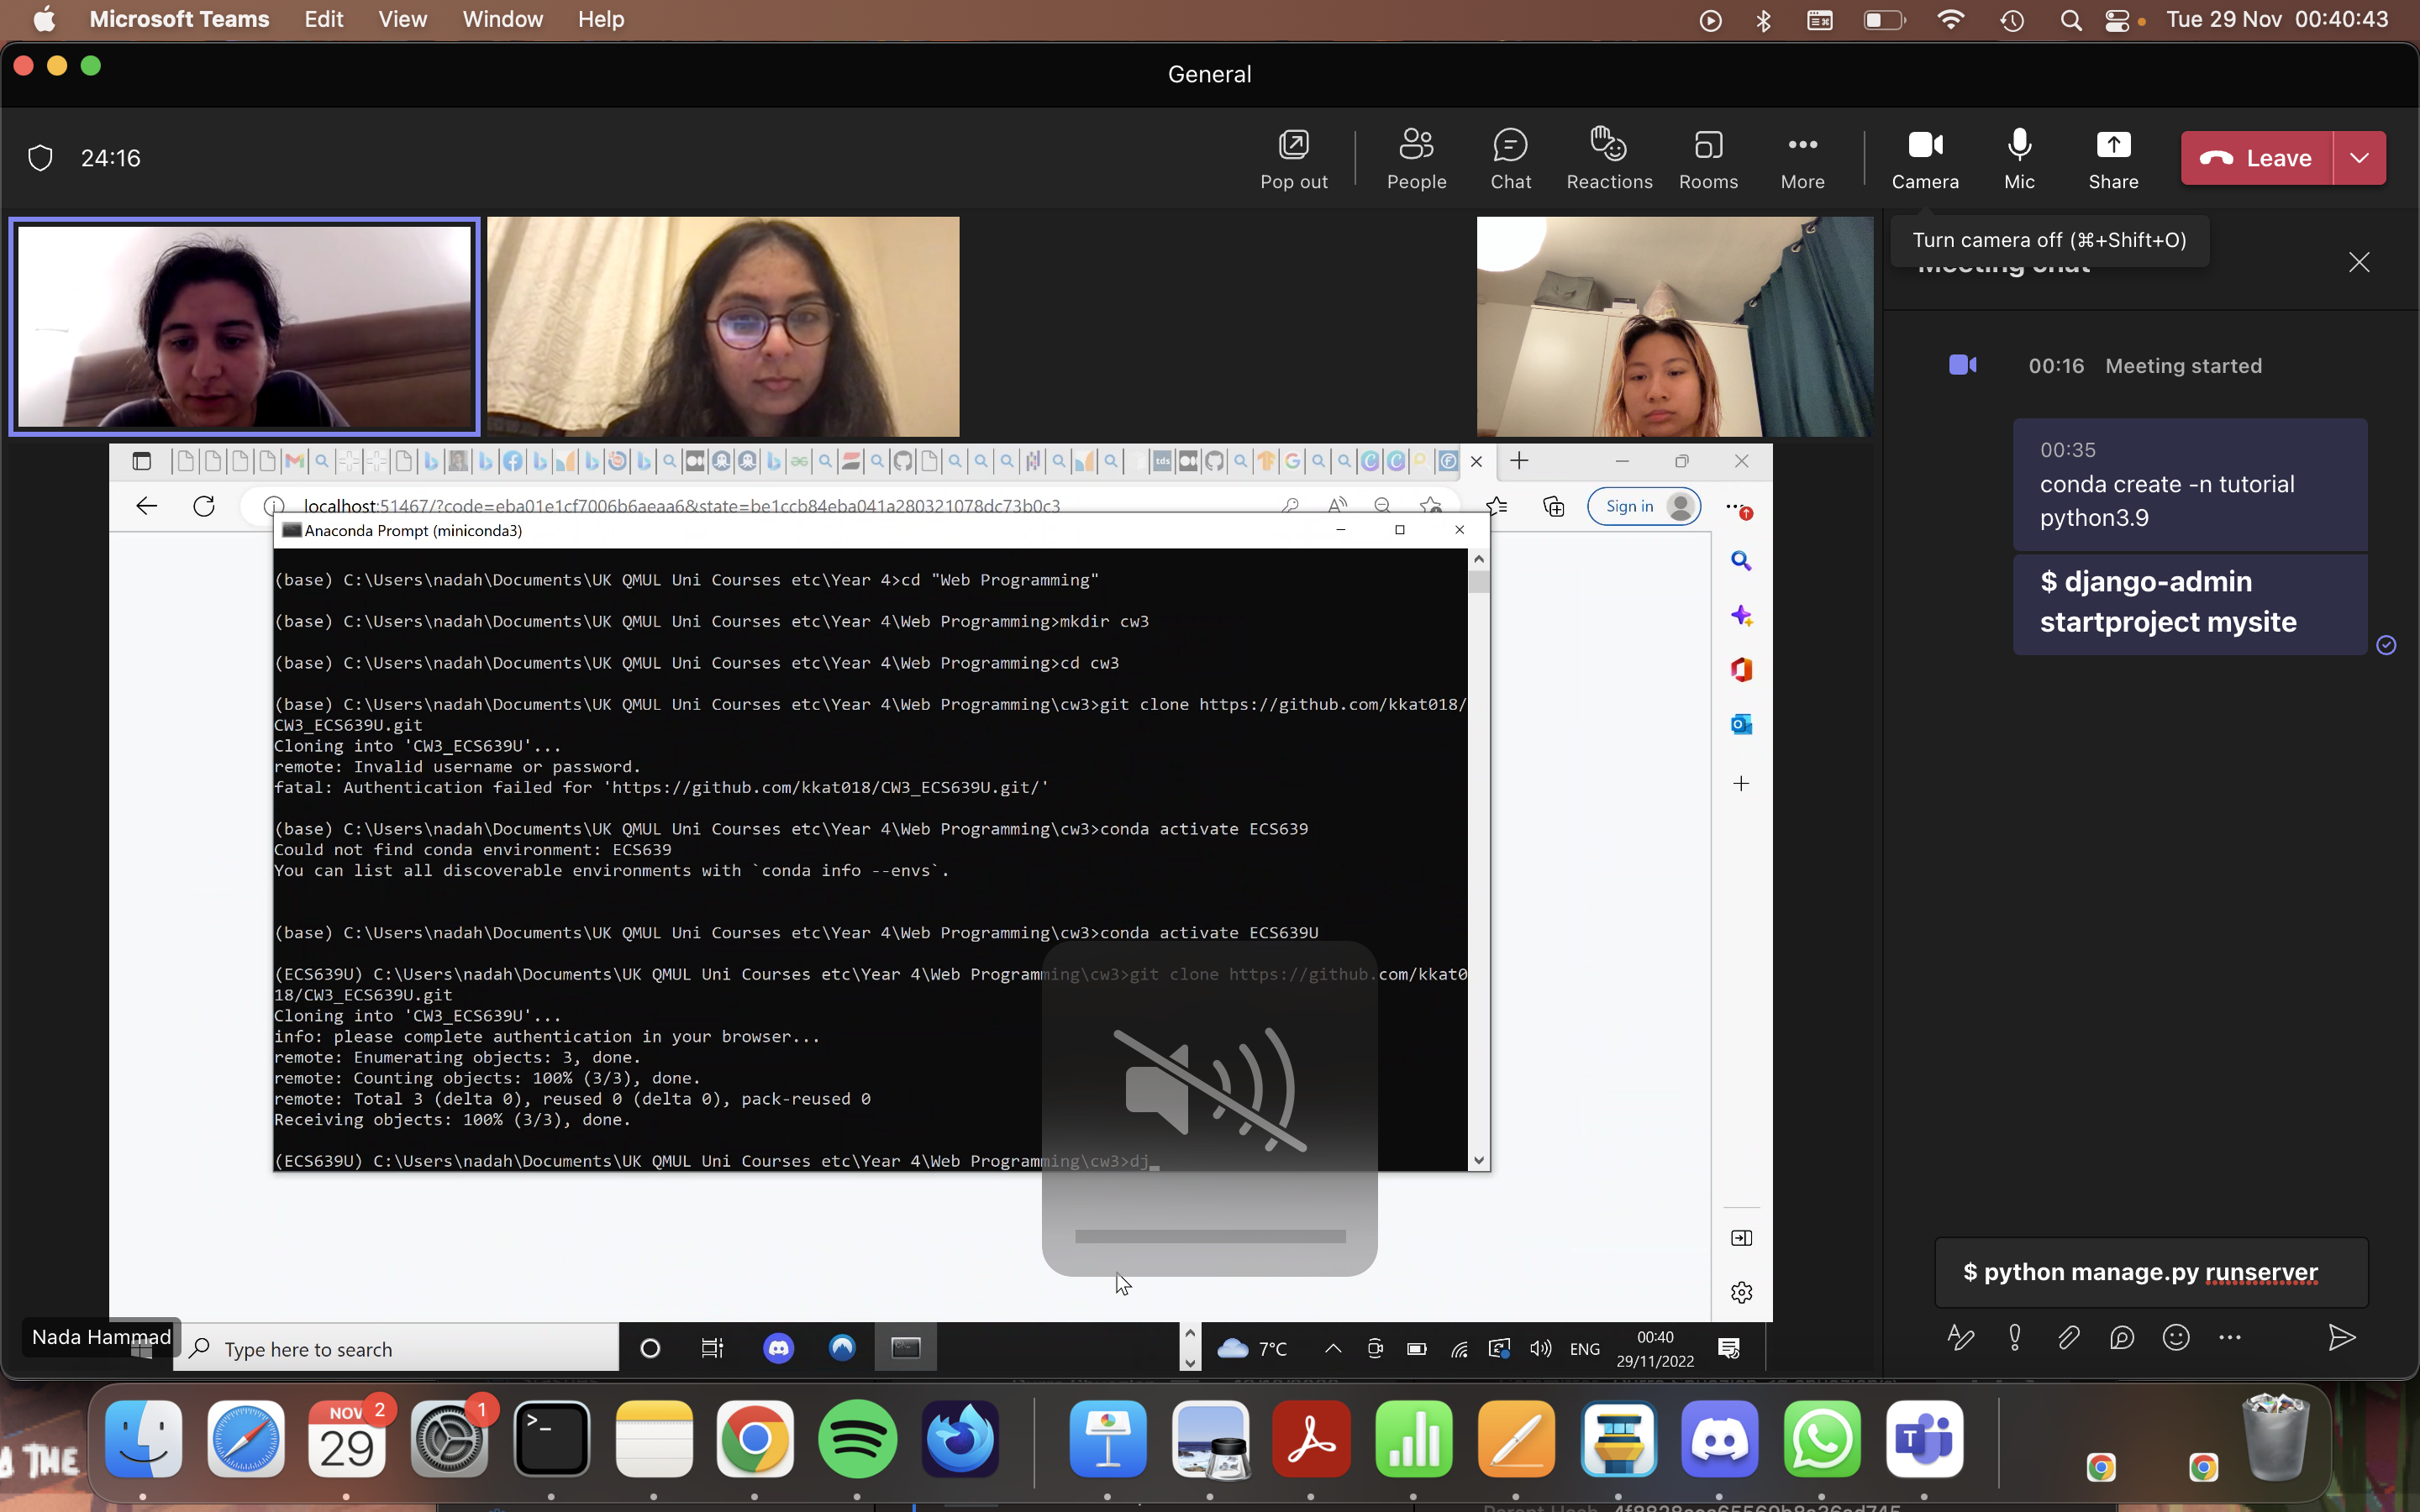 Microsoft Teams Edit View Window Help
Tue 29 Nov 00:40:43
General
24:16
Pop out People Chat Reactions Rooms More Camera Mic Share Leave
Turn camera off (⌘+Shift+O)
Meeting chat
00:16 Meeting started
00:35
conda create -n tutorial
python3.9
$ django-admin
startproject mysite
$ python manage.py runserver
localhost:51467/?code=eba01e1cf7006b6aeaa6&state=be1ccb84eba041a280321078dc73b0c3
Sign in
Anaconda Prompt (miniconda3)
(base) C:\Users\nadah\Documents\UK QMUL Uni Courses etc\Year 4>cd "Web Programming"
(base) C:\Users\nadah\Documents\UK QMUL Uni Courses etc\Year 4\Web Programming>mkdir cw3
(base) C:\Users\nadah\Documents\UK QMUL Uni Courses etc\Year 4\Web Programming>cd cw3
(base) C:\Users\nadah\Documents\UK QMUL Uni Courses etc\Year 4\Web Programming\cw3>git clone https://github.com/kkat018/
CW3_ECS639U.git
Cloning into 'CW3_ECS639U'...
remote: Invalid username or password.
fatal: Authentication failed for 'https://github.com/kkat018/CW3_ECS639U.git/'
(base) C:\Users\nadah\Documents\UK QMUL Uni Courses etc\Year 4\Web Programming\cw3>conda activate ECS639
Could not find conda environment: ECS639
You can list all discoverable environments with `conda info --envs`.
(base) C:\Users\nadah\Documents\UK QMUL Uni Courses etc\Year 4\Web Programming\cw3>conda activate ECS639U
(ECS639U) C:\Users\nadah\Documents\UK QMUL Uni Courses etc\Year 4\Web Programming\cw3>git clone https://github.com/kkat0
18/CW3_ECS639U.git
Cloning into 'CW3_ECS639U'...
info: please complete authentication in your browser...
remote: Enumerating objects: 3, done.
remote: Counting objects: 100% (3/3), done.
remote: Total 3 (delta 0), reused 0 (delta 0), pack-reused 0
Receiving objects: 100% (3/3), done.
(ECS639U) C:\Users\nadah\Documents\UK QMUL Uni Courses etc\Year 4\Web Programming\cw3>dj_
Nada Hammad
Type here to search
7°C
ENG
00:40
29/11/2022
NOV
29
2
1
THE